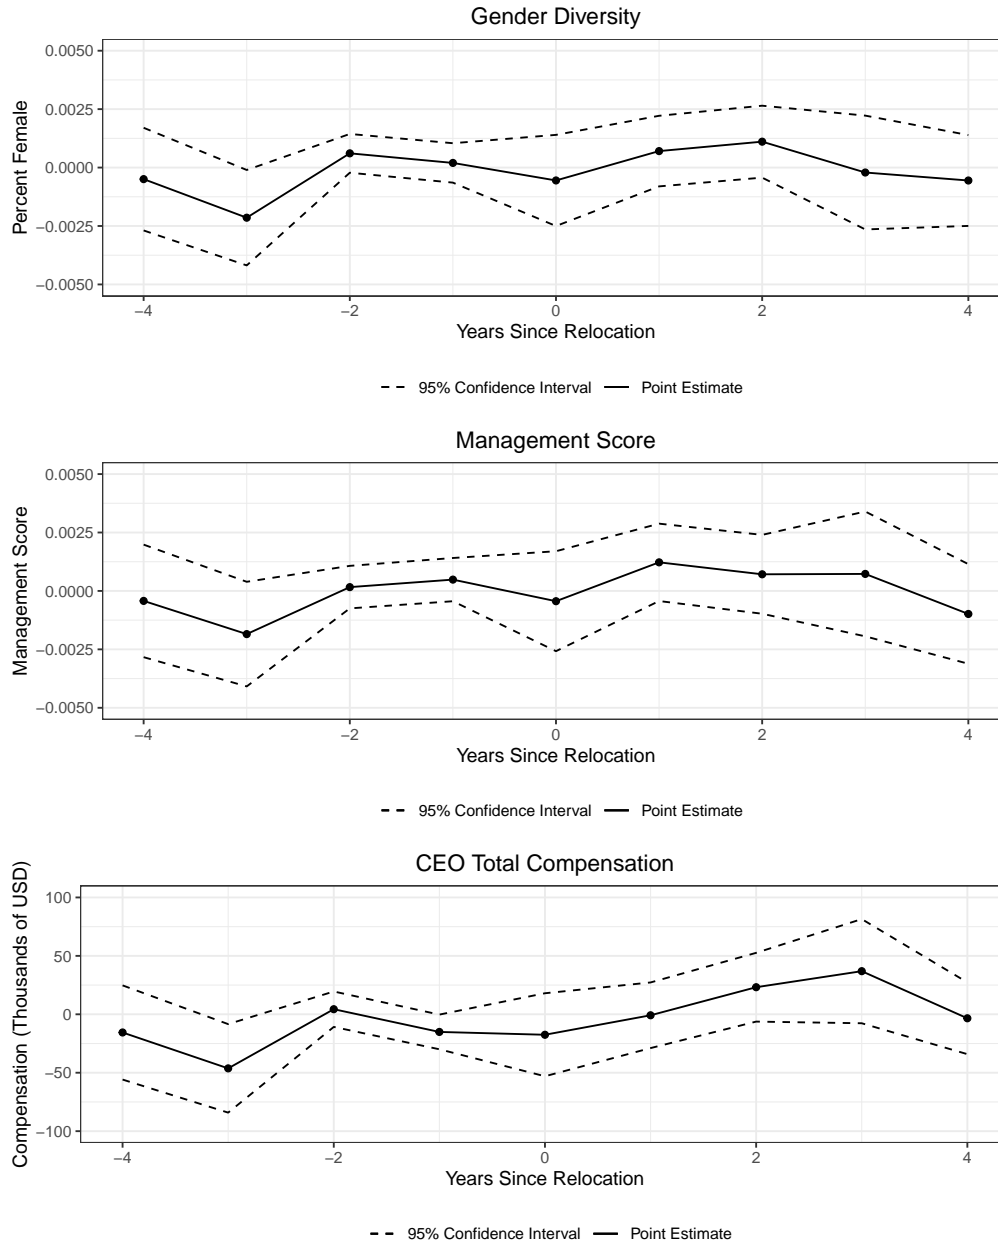 Gender Diversity
Percent Female
0.0050
0.0025
0.0000
−0.0025
−0.0050
−4 −2 0 2 4
Years Since Relocation
95% Confidence Interval Point Estimate
Management Score
Management Score
0.0050
0.0025
0.0000
−0.0025
−0.0050
−4 −2 0 2 4
Years Since Relocation
95% Confidence Interval Point Estimate
CEO Total Compensation
Compensation (Thousands of USD)
100
50
0
−50
−100
−4 −2 0 2 4
Years Since Relocation
95% Confidence Interval Point Estimate